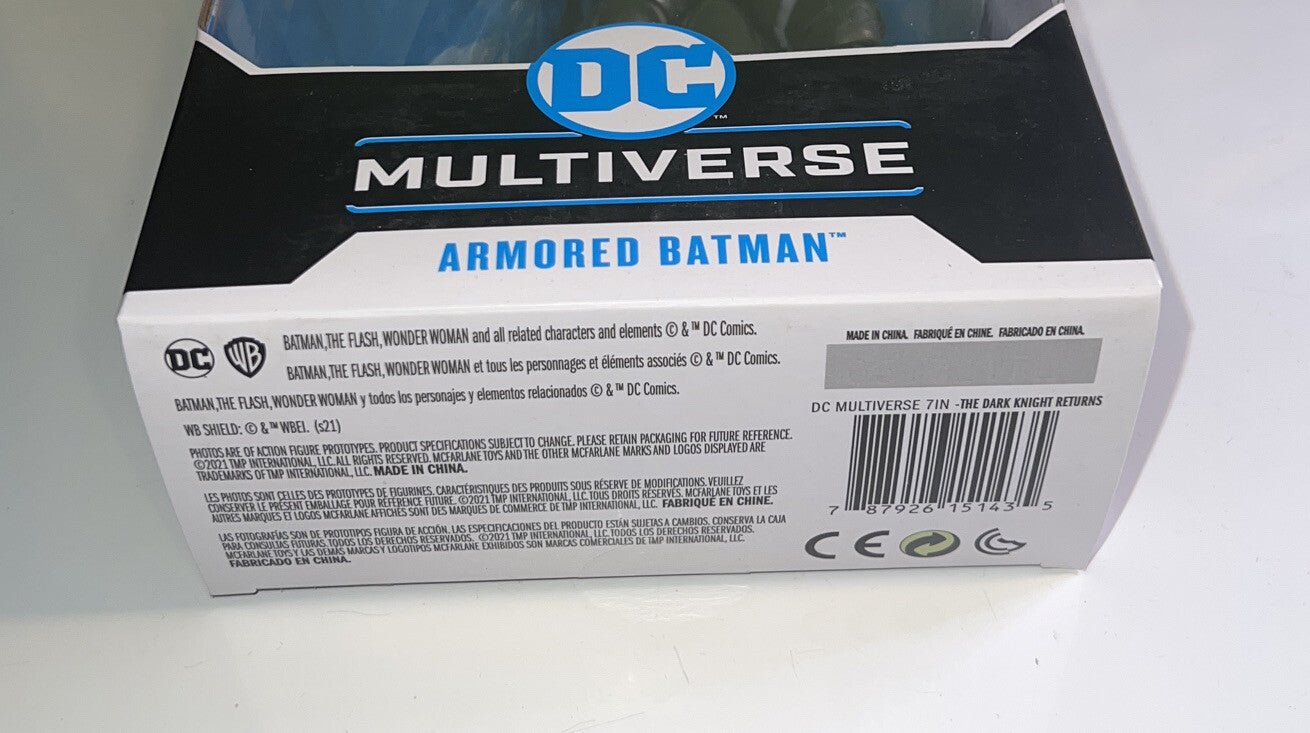 DC™
MULTIVERSE
ARMORED BATMAN™
DC WB BATMAN, THE FLASH, WONDER WOMAN and all related characters and elements © & ™ DC Comics.
BATMAN, THE FLASH, WONDER WOMAN et tous les personnages et éléments associés © & ™ DC Comics.
BATMAN, THE FLASH, WONDER WOMAN y todos los personajes y elementos relacionados © & ™ DC Comics.
WB SHIELD: © & ™ WBEI. (s21)
PHOTOS ARE OF ACTION FIGURE PROTOTYPES. PRODUCT SPECIFICATIONS SUBJECT TO CHANGE. PLEASE RETAIN PACKAGING FOR FUTURE REFERENCE.
©2021 TMP INTERNATIONAL, LLC. ALL RIGHTS RESERVED. MCFARLANE TOYS AND THE OTHER MCFARLANE MARKS AND LOGOS DISPLAYED ARE
TRADEMARKS OF TMP INTERNATIONAL, LLC. MADE IN CHINA.
LES PHOTOS SONT CELLES DES PROTOTYPES DE FIGURINES. CARACTÉRISTIQUES DES PRODUITS SOUS RÉSERVE DE MODIFICATIONS. VEUILLEZ
CONSERVER LE PRÉSENT EMBALLAGE POUR RÉFÉRENCE FUTURE. ©2021 TMP INTERNATIONAL, LLC. TOUS DROITS RÉSERVÉS. MCFARLANE TOYS ET LES
AUTRES MARQUES ET LOGOS MCFARLANE AFFICHÉS SONT DES MARQUES DE COMMERCE DE TMP INTERNATIONAL, LLC. FABRIQUÉ EN CHINE.
LAS FOTOGRAFÍAS SON DE PROTOTIPOS FIGURA DE ACCIÓN. LAS ESPECIFICACIONES DEL PRODUCTO ESTÁN SUJETAS A CAMBIOS. CONSERVA LA CAJA
PARA CONSULTAS FUTURAS. TODOS LOS DERECHOS RESERVADOS. ©2021 TMP INTERNATIONAL, LLC. TODOS LOS DERECHOS RESERVADOS.
MCFARLANE TOYS Y LAS DEMÁS MARCAS Y LOGOTIPOS MCFARLANE EXHIBIDOS SON MARCAS COMERCIALES DE TMP INTERNATIONAL, LLC.
FABRICADO EN CHINA.
MADE IN CHINA. FABRIQUÉ EN CHINE. FABRICADO EN CHINA.
DC MULTIVERSE 7IN -THE DARK KNIGHT RETURNS
7 87926 15143 5
CE